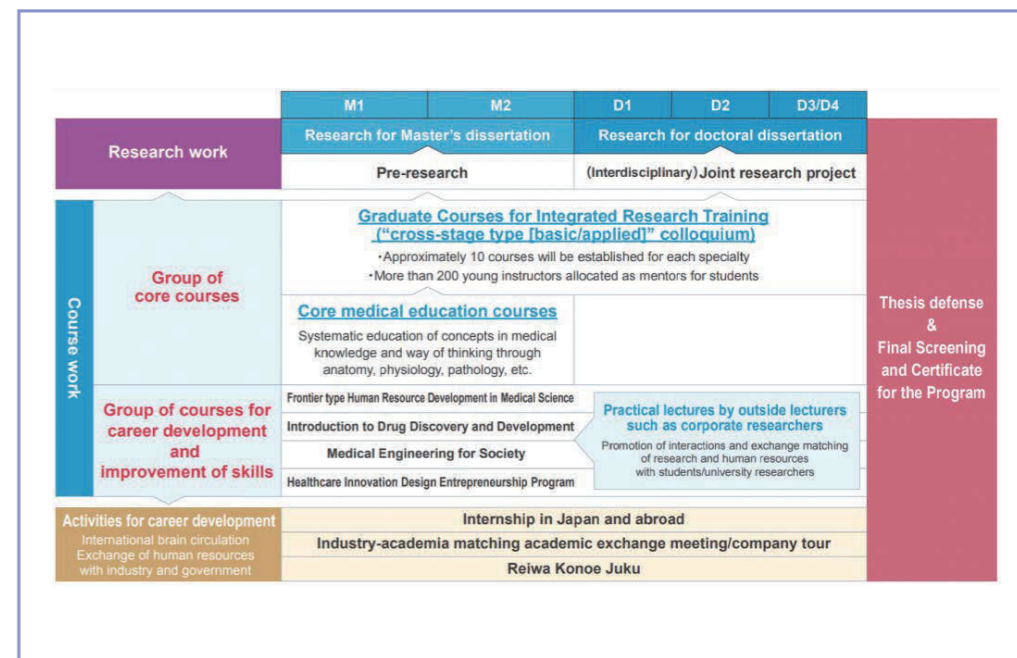 M1
M2
D1
D2
D3/D4
Research work
Research for Master's dissertation
Research for doctoral dissertation
Pre-research
(Interdisciplinary) Joint research project
Course work
Group of
core courses
Graduate Courses for Integrated Research Training
("cross-stage type [basic/applied]" colloquium)
・Approximately 10 courses will be established for each specialty
・More than 200 young instructors allocated as mentors for students
Core medical education courses
Systematic education of concepts in medical
knowledge and way of thinking through
anatomy, physiology, pathology, etc.
Group of courses for
career development
and
improvement of skills
Frontier type Human Resource Development in Medical Science
Introduction to Drug Discovery and Development
Medical Engineering for Society
Healthcare Innovation Design Entrepreneurship Program
Practical lectures by outside lecturers
such as corporate researchers
Promotion of interactions and exchange matching
of research and human resources
with students/university researchers
Activities for career development
International brain circulation
Exchange of human resources
with industry and government
Internship in Japan and abroad
Industry-academia matching academic exchange meeting/company tour
Reiwa Konoe Juku
Thesis defense
&
Final Screening
and Certificate
for the Program